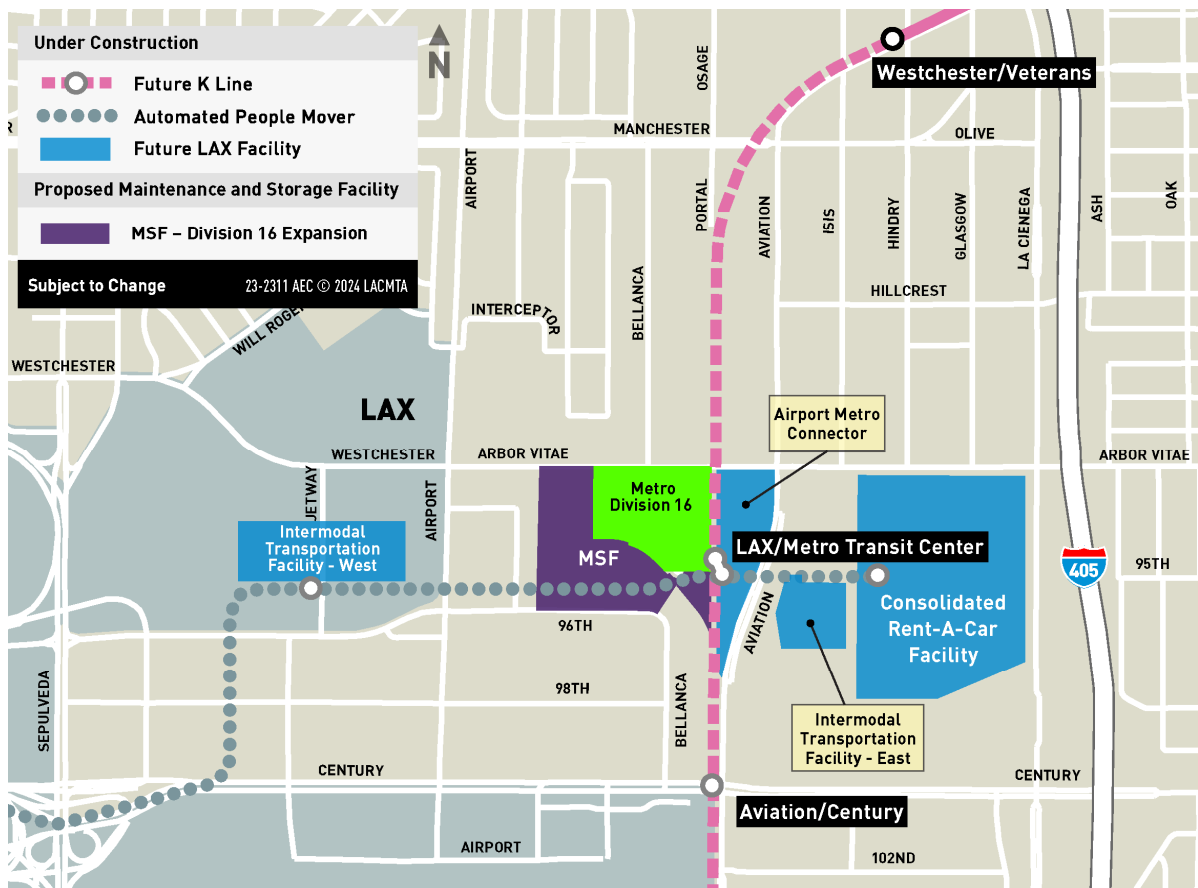 Under Construction
Future K Line
Automated People Mover
Future LAX Facility
Proposed Maintenance and Storage Facility
MSF – Division 16 Expansion
Subject to Change
23-2311 AEC © 2024 LACMTA
N
R
OSAGE
Westchester/Veterans
MANCHESTER
OLIVE
AIRPORT
PORTAL
AVIATION
ISIS
HINDRY
GLASGOW
LA CIENEGA
ASH
OAK
BELLANCA
HILLCREST
INTERCEPTOR
WESTCHESTER
LAX
Airport Metro
Connector
WESTCHESTER
ARBOR VITAE
ARBOR VITAE
JETWAY
AIRPORT
Metro
Division 16
Intermodal
Transportation
Facility - West
MSF
LAX/Metro Transit Center
405
95TH
Consolidated
Rent-A-Car
Facility
AVIATION
96TH
98TH
SEPULVEDA
BELLANCA
Intermodal
Transportation
Facility - East
CENTURY
CENTURY
Aviation/Century
AIRPORT
102ND